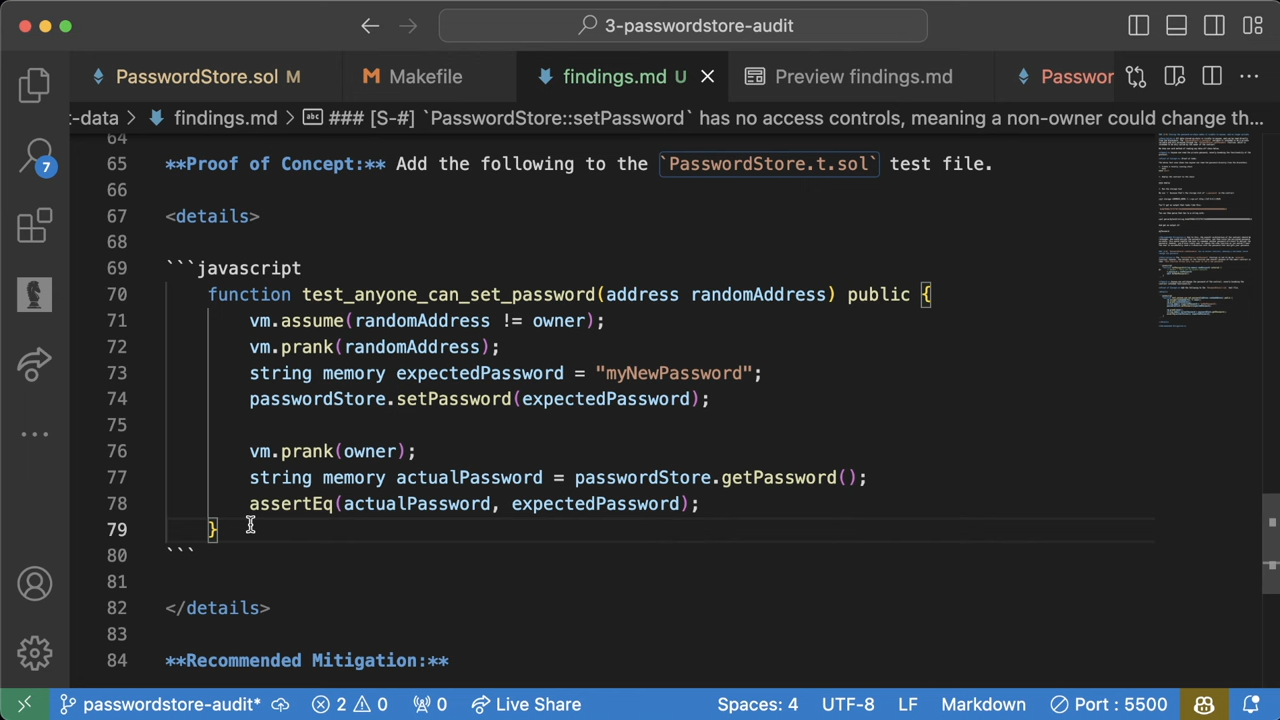 3-passwordstore-audit
PasswordStore.sol M
Makefile
findings.md U
Preview findings.md
Passwor
t-data > findings.md > ### [S-#] `PasswordStore::setPassword` has no access controls, meaning a non-owner could change th...
7
64
65 **Proof of Concept:** Add the following to the `PasswordStore.t.sol` test file.
66
67 <details>
68
69 ```javascript
70 function test_anyone_can_set_password(address randomAddress) public {
71 vm.assume(randomAddress != owner);
72 vm.prank(randomAddress);
73 string memory expectedPassword = "myNewPassword";
74 passwordStore.setPassword(expectedPassword);
75
76 vm.prank(owner);
77 string memory actualPassword = passwordStore.getPassword();
78 assertEq(actualPassword, expectedPassword);
79 }
80 ```
81
82 </details>
83
84 **Recommended Mitigation:**
passwordstore-audit* 2 0 0 Live Share Spaces: 4 UTF-8 LF Markdown Port : 5500